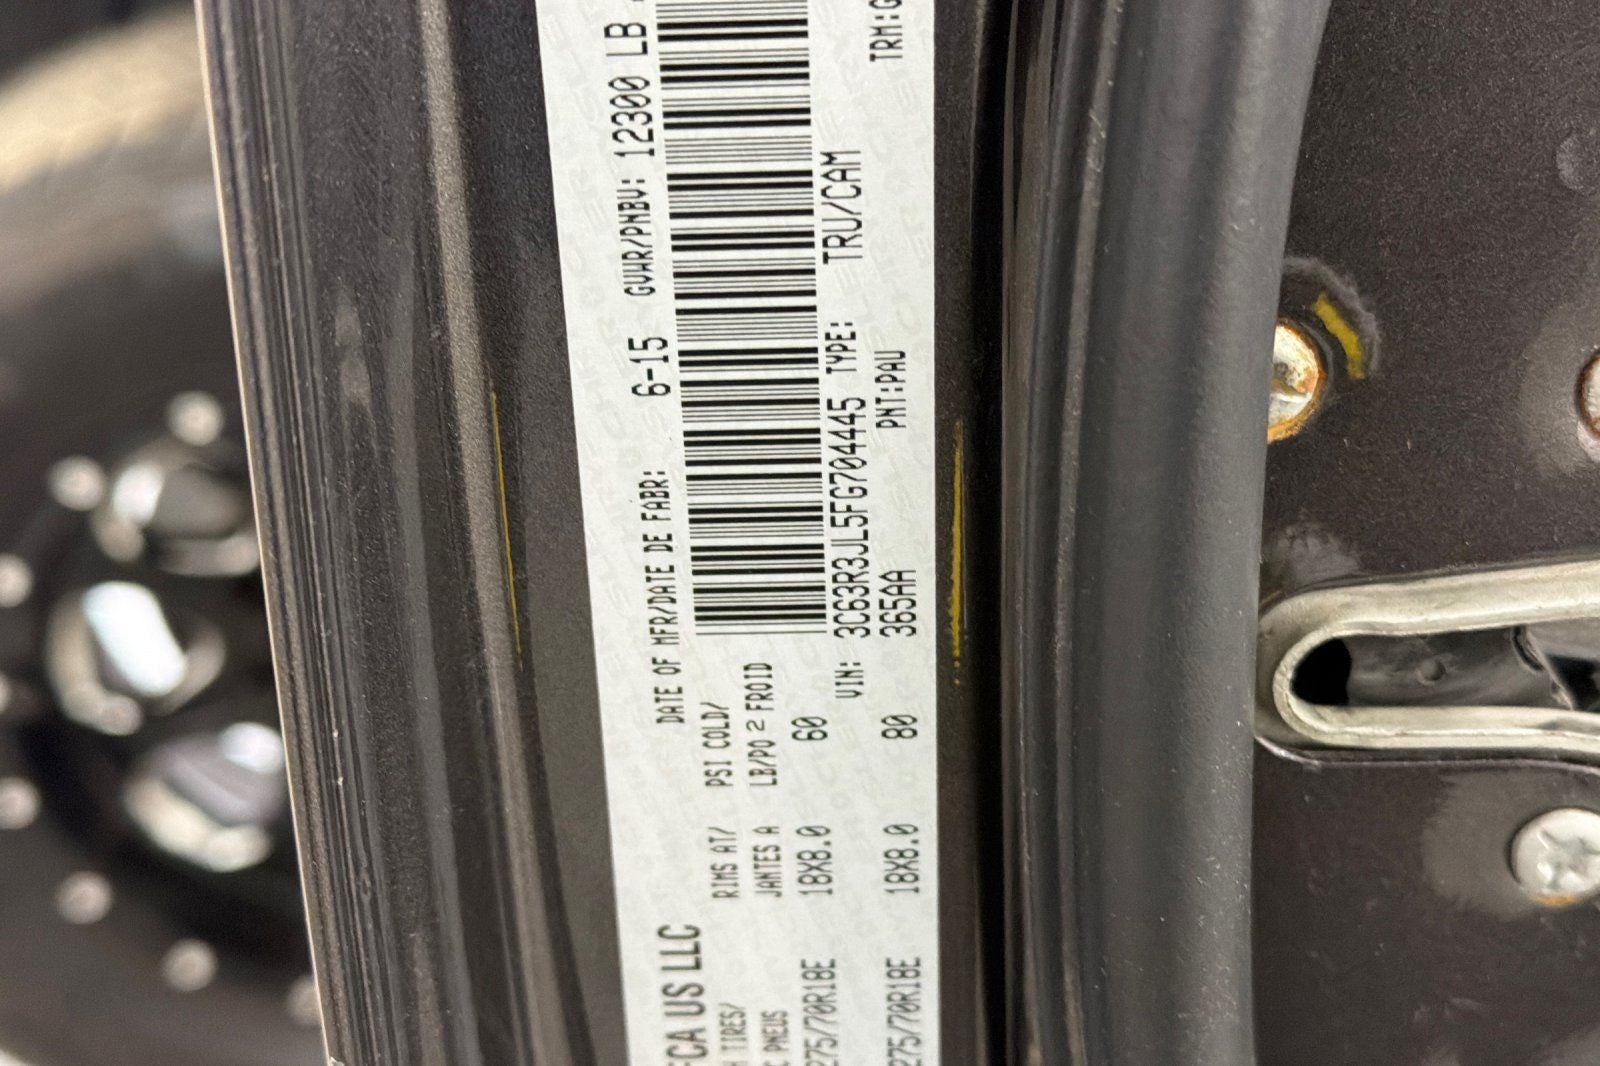 FCA US LLC
DATE OF MFR/DATE DE FABR: 6-15 GVWR/PNBV: 12300 LB
TIRES/ RIMS AT/ PSI COLD/
PNEUS JANTES A LB/PO 2 FROID
275/70R18E 18X8.0 60
VIN: 3C63R3JL5FG704445 TYPE: TRU/CAM
275/70R18E 18X8.0 80
365AA PNT:PAU TRM: